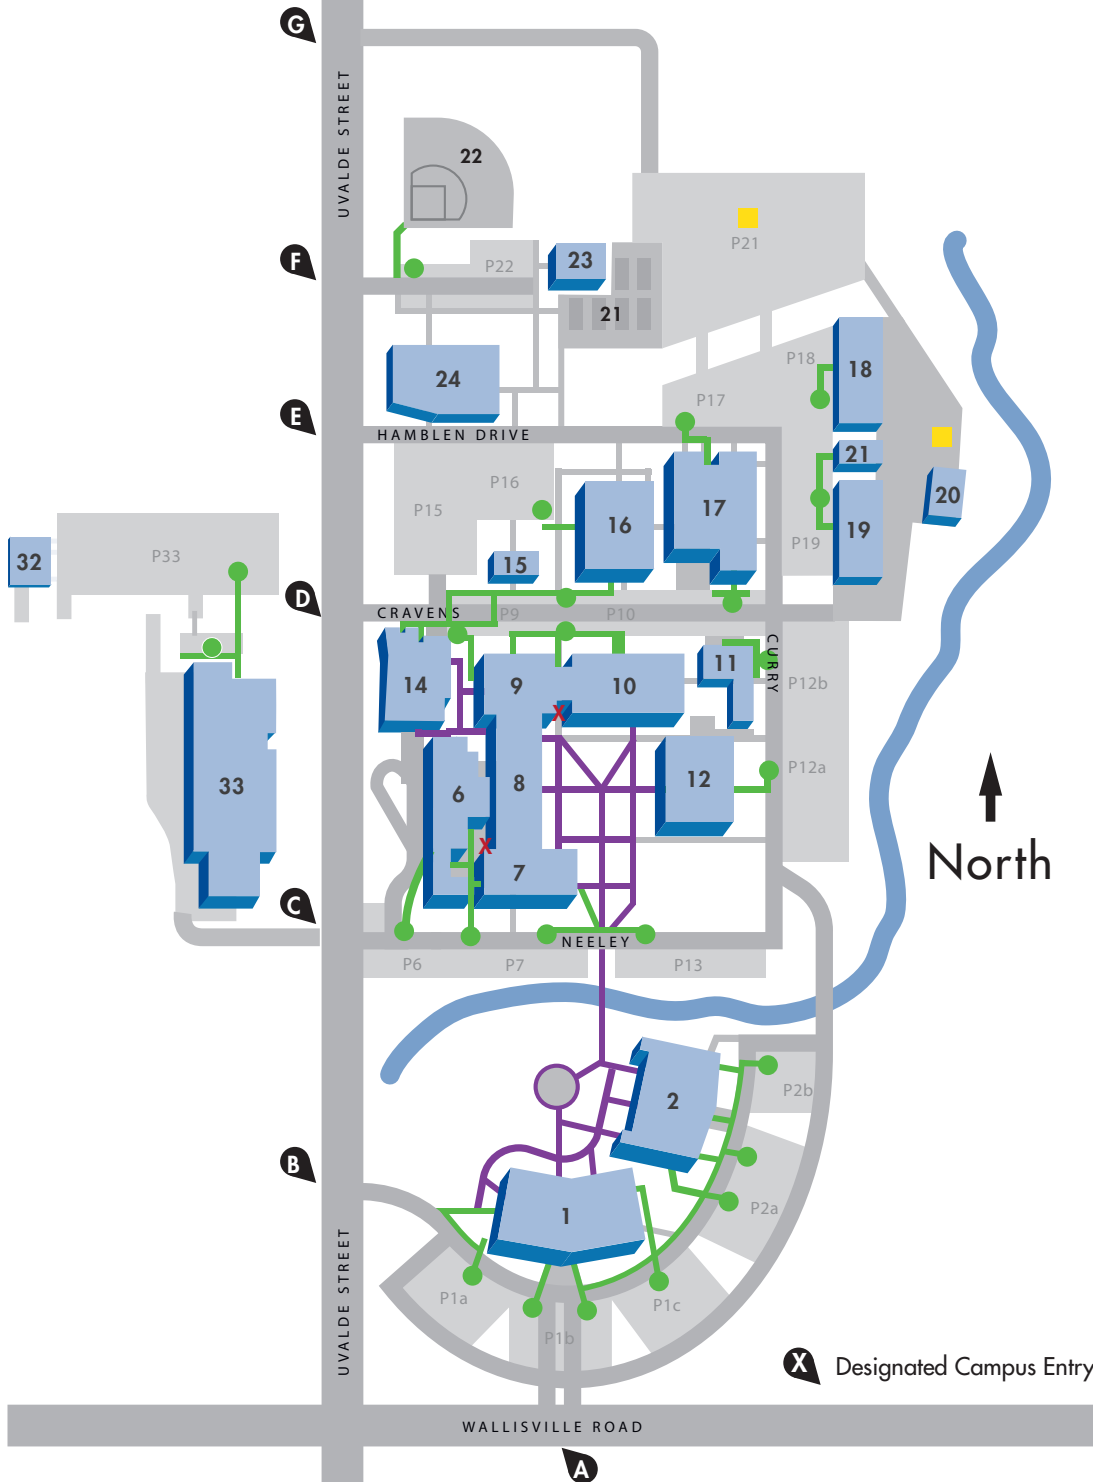 G
UVALDE STREET
22
F
P22
23
P21
21
24
P18
18
E
HAMBLEN DRIVE
P17
21
P16
P15
16
17
20
19
P19
32
P33
15
D
CRAVENS
P9
P10
CURRY
14
9
10
11
P12b
X
33
6
8
12
P12a
X
7
North
C
NEELEY
P6
P7
P13
2
P2b
B
1
P2a
UVALDE STREET
P1a
P1c
P1b
X Designated Campus Entry
WALLISVILLE ROAD
A